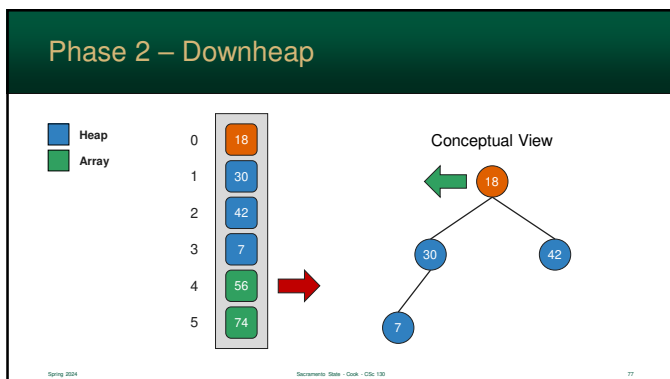 Phase 2 – Downheap
Heap
Array
0 18
1 30
2 42
3 7
4 56
5 74
Conceptual View
18
30 42
7
Spring 2024 Sacramento State - Cook - CSc 130 77